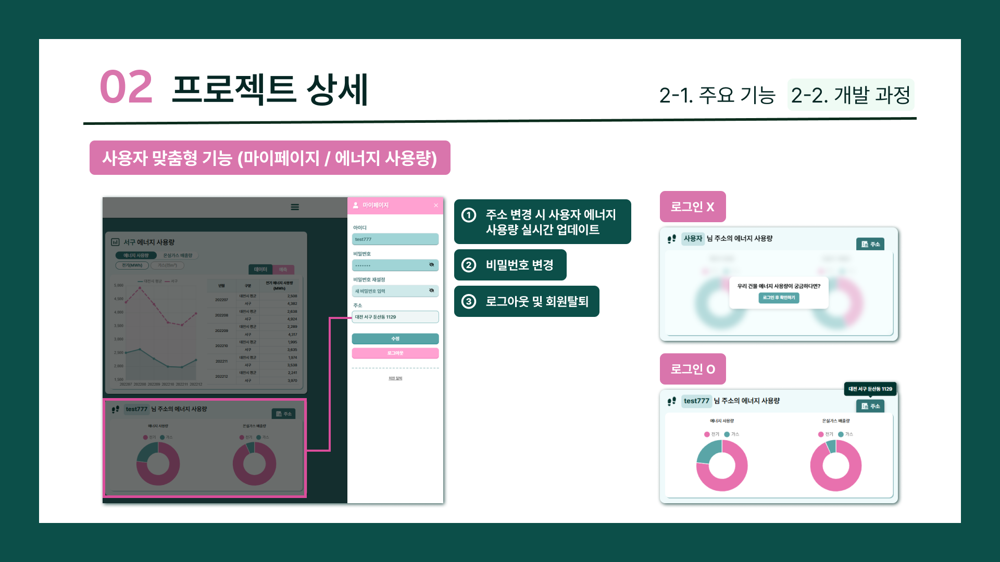 02 프로젝트 상세
2-1. 주요 기능 2-2. 개발 과정
사용자 맞춤형 기능 (마이페이지 / 에너지 사용량)
서구 에너지 사용량
에너지 사용량 온실가스 배출량
전기(MWh) 가스(천m³)
데이터 예측
대전시 평균 서구
5,000
4,500
4,000
3,500
3,000
2,500
2,000
1,500
202207 202208 202209 202210 202211 202212
년월 구분 전기 에너지 사용량 (MWh)
202207 대전시 평균 2,508
서구 4,382
202208 대전시 평균 2,638
서구 4,924
202209 대전시 평균 2,289
서구 4,317
202210 대전시 평균 1,995
서구 3,635
202211 대전시 평균 1,974
서구 3,538
202212 대전시 평균 2,241
서구 3,970
test777 님 주소의 에너지 사용량
주소
에너지 사용량 온실가스 배출량
전기 가스 전기 가스
마이페이지 ×
아이디
test777
비밀번호
•••••••
비밀번호 재설정
새 비밀번호 입력
주소
대전 서구 둔산동 1129
수정
로그아웃
회원 탈퇴
① 주소 변경 시 사용자 에너지
사용량 실시간 업데이트
② 비밀번호 변경
③ 로그아웃 및 회원탈퇴
로그인 X
사용자 님 주소의 에너지 사용량
주소
우리 건물 에너지 사용량이 궁금하다면?
로그인 후 확인하기
로그인 O
대전 서구 둔산동 1129
test777 님 주소의 에너지 사용량
주소
에너지 사용량 온실가스 배출량
전기 가스 전기 가스